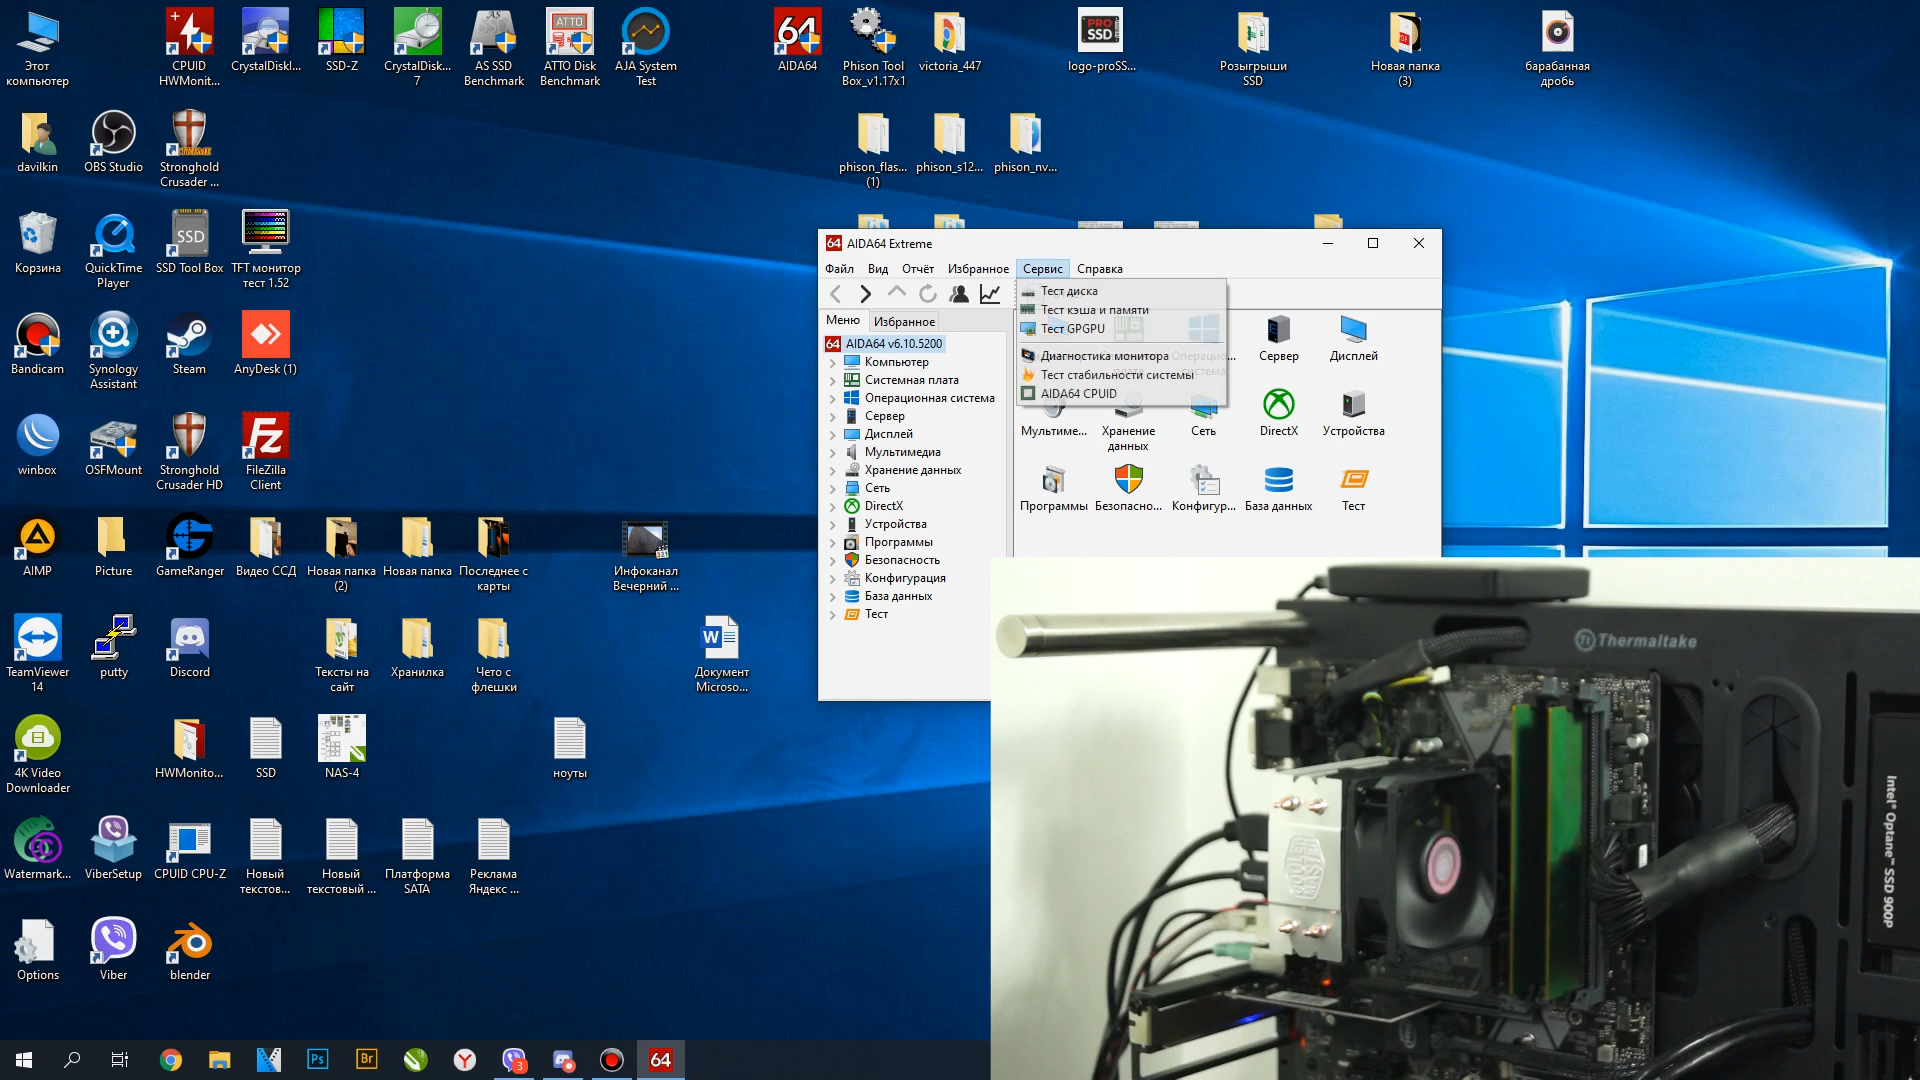 Этот
компьютер
CPUID
HWMonit...
CrystalDiskI...
SSD-Z
CrystalDisk...
7
AS SSD
Benchmark
ATTO Disk
Benchmark
AJA System
Test
AIDA64
Phison Tool
Box_v1.17x1
victoria_447
logo-proSS...
Розыгрыши
SSD
Новая папка
(3)
барабанная
дробь
davilkin
OBS Studio
Stronghold
Crusader ...
phison_flas...
(1)
phison_s12...
phison_nv...
Корзина
QuickTime
Player
SSD Tool Box
TFT монитор
тест 1.52
Bandicam
Synology
Assistant
Steam
AnyDesk (1)
winbox
OSFMount
Stronghold
Crusader HD
FileZilla
Client
AIMP
Picture
GameRanger
Видео ССД
Новая папка
(2)
Новая папка
Последнее с
карты
Инфоканал
Вечерний ...
TeamViewer
14
putty
Discord
Тексты на
сайт
Хранилка
Чето с
флешки
Документ
Microso...
4K Video
Downloader
HWMonito...
SSD
NAS-4
ноуты
Watermark...
ViberSetup
CPUID CPU-Z
Новый
текстов...
Новый
текстовый ...
Платформа
SATA
Реклама
Яндекс ...
Options
Viber
blender
64 AIDA64 Extreme
Файл Вид Отчёт Избранное Сервис Справка
Тест диска
Тест кэша и памяти
Тест GPGPU
Диагностика монитора
Тест стабильности системы
AIDA64 CPUID
Меню Избранное
64 AIDA64 v6.10.5200
Компьютер
Системная плата
Операционная система
Сервер
Дисплей
Мультимедиа
Хранение данных
Сеть
DirectX
Устройства
Программы
Безопасность
Конфигурация
База данных
Тест
Сервер
Дисплей
Мультиме...
Хранение
данных
Сеть
DirectX
Устройства
Программы
Безопасно...
Конфигур...
База данных
Тест
Thermaltake
Intel® Optane™ SSD 900P
Ps
Br
3
64